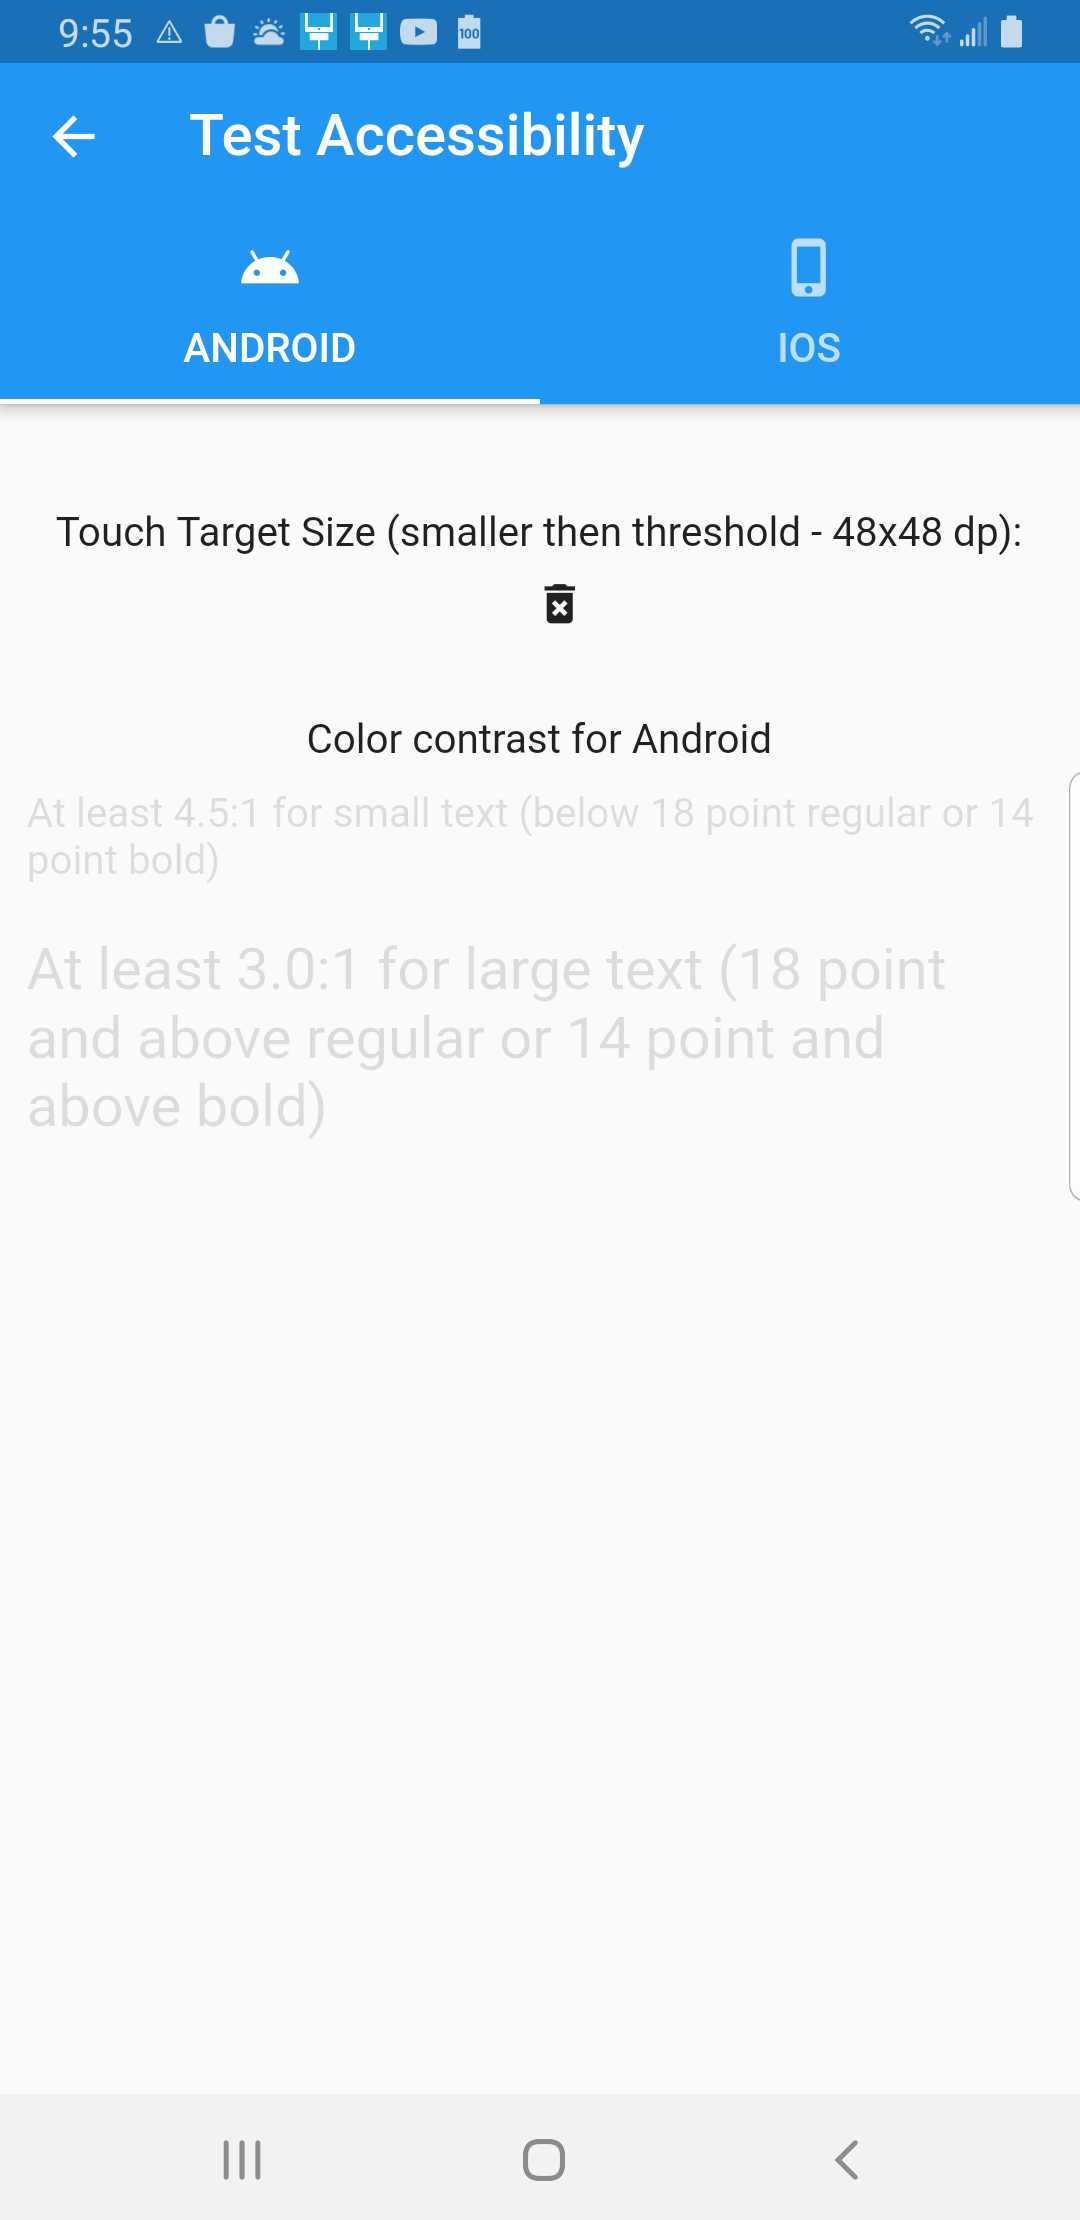 9:55
100
Test Accessibility
ANDROID
IOS
Touch Target Size (smaller then threshold - 48x48 dp):
Color contrast for Android
At least 4.5:1 for small text (below 18 point regular or 14
point bold)
At least 3.0:1 for large text (18 point
and above regular or 14 point and
above bold)